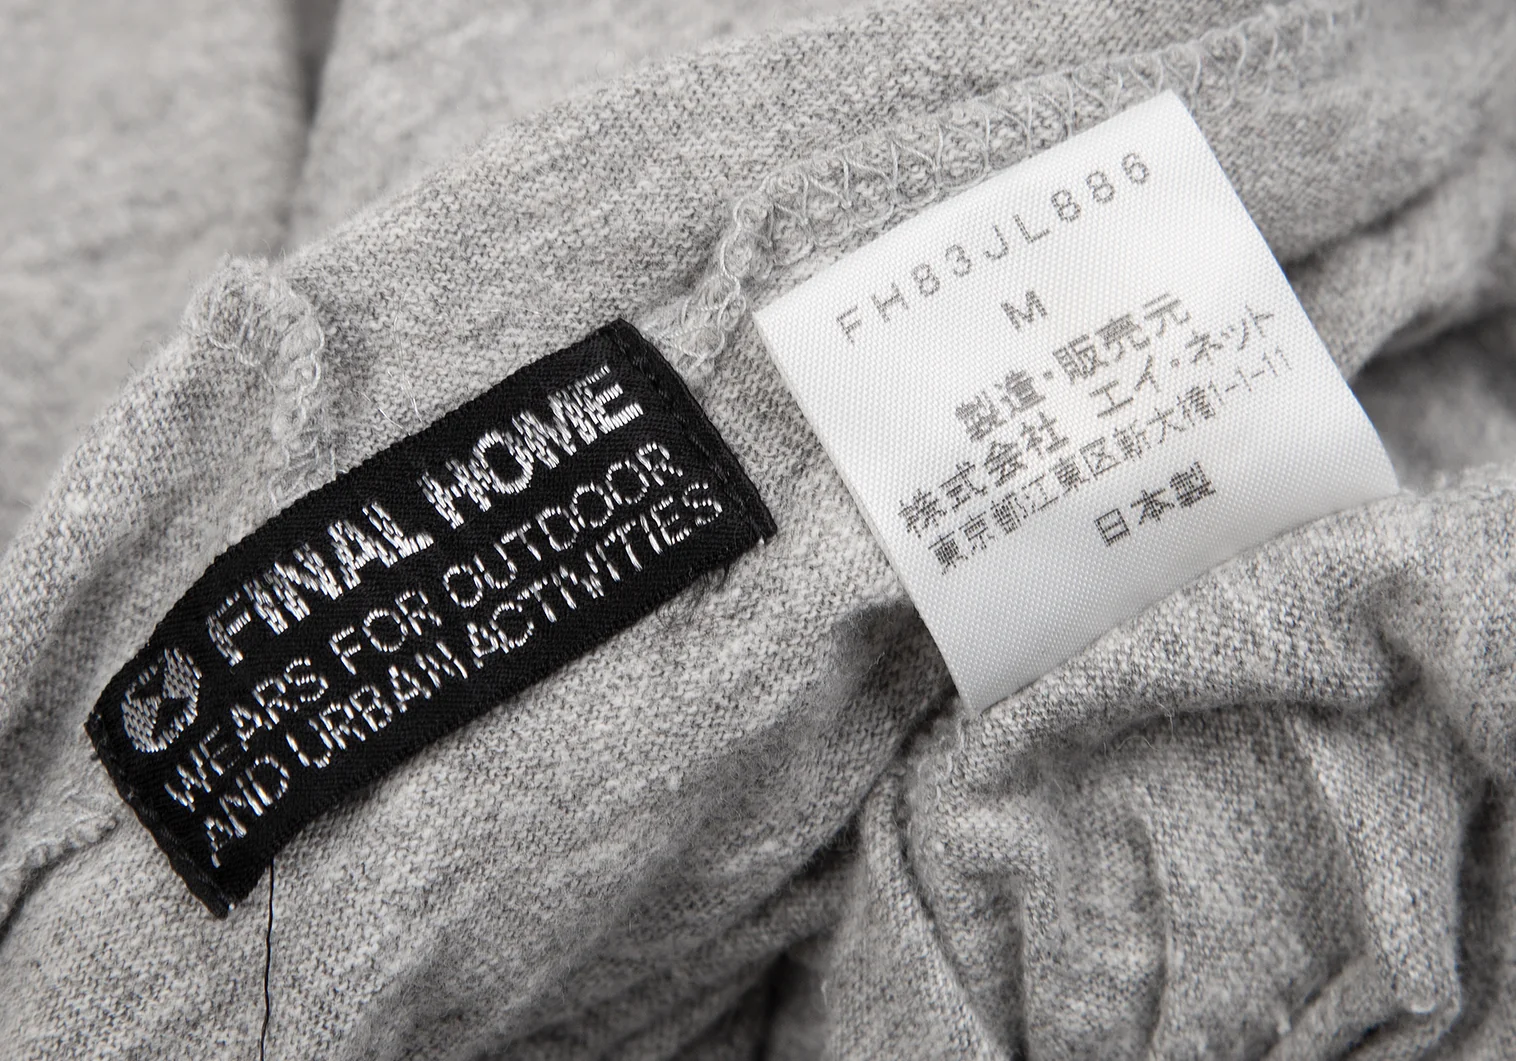 FINAL HOME
WEARS FOR OUTDOOR
AND URBAN ACTIVITIES
FH83JL886
M
製造・販売元
株式会社 エイ・ネット
東京都江東区新大橋1-1-11
日本製